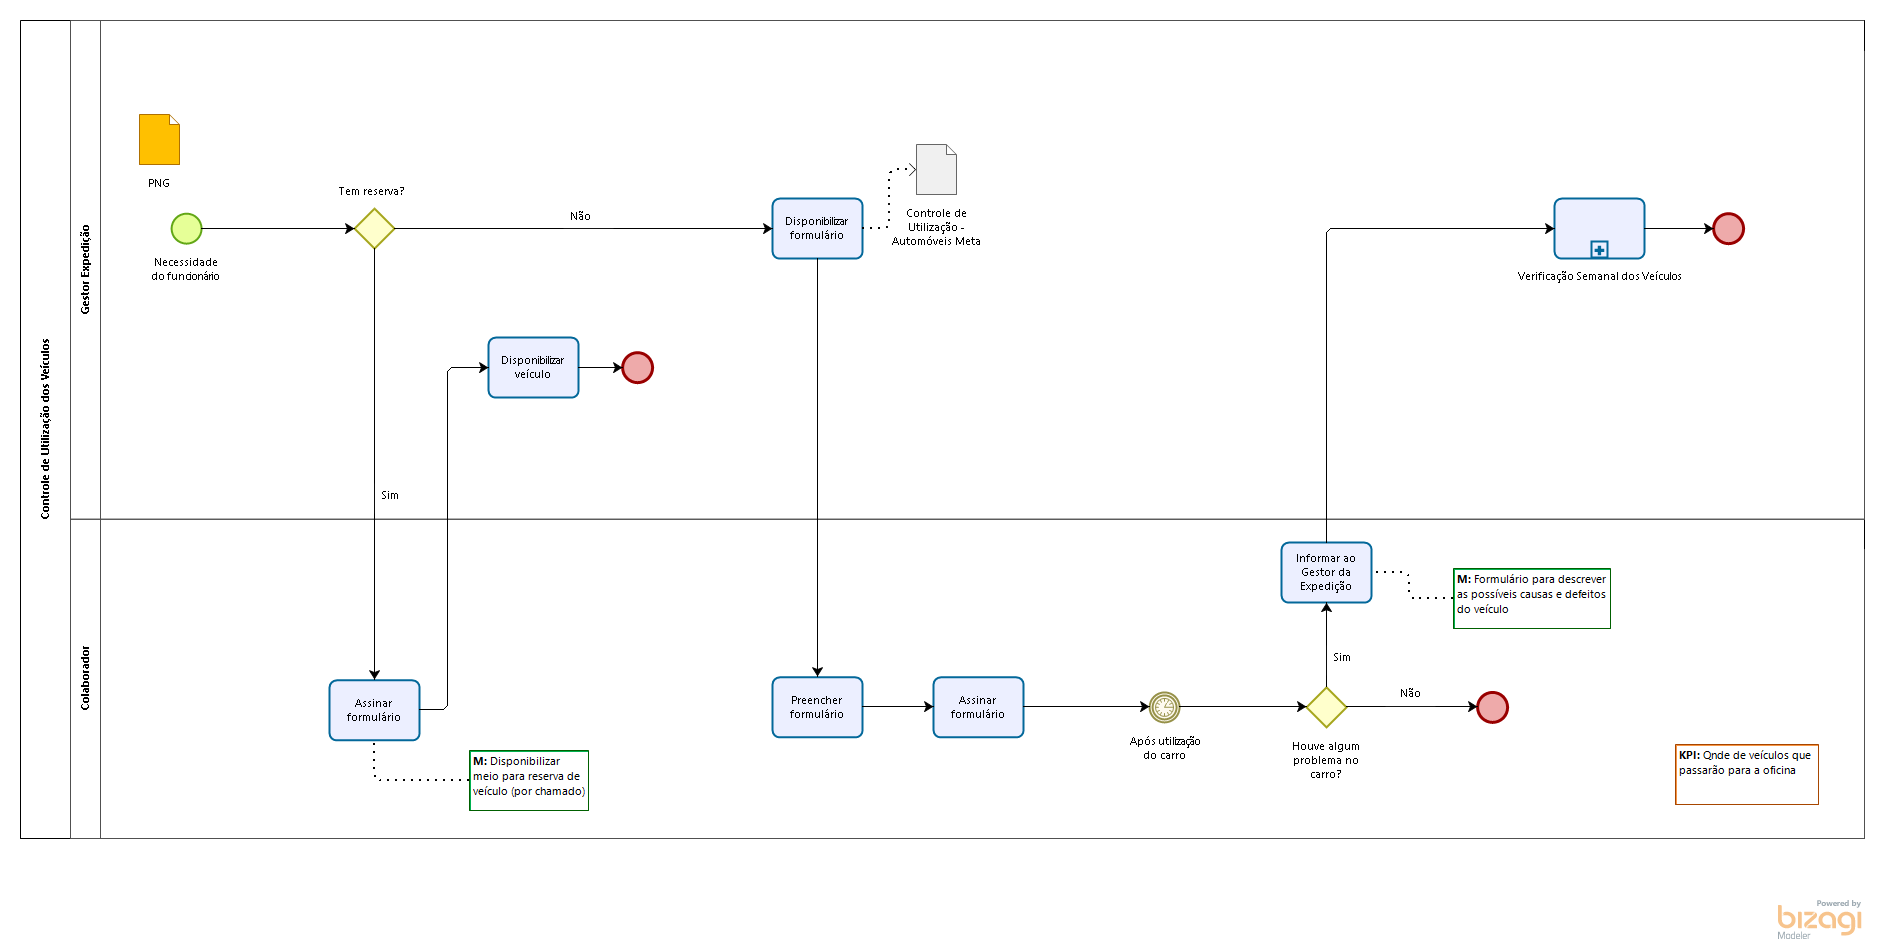 Controle de Utilização dos Veículos
Gestor Expedição
PNG
Necessidade
do funcionário
Tem reserva?
Não
Sim
Disponibilizar
formulário
Controle de
Utilização -
Automóveis Meta
Disponibilizar
veículo
Verificação Semanal dos Veículos
Colaborador
Assinar
formulário
M: Disponibilizar
meio para reserva de
veículo (por chamado)
Preencher
formulário
Assinar
formulário
Após utilização
do carro
Houve algum
problema no
carro?
Sim
Não
Informar ao
Gestor da
Expedição
M: Formulário para descrever
as possíveis causas e defeitos
do veículo
KPI: Qnde de veículos que
passarão para a oficina
Powered by
bizagi
Modeler